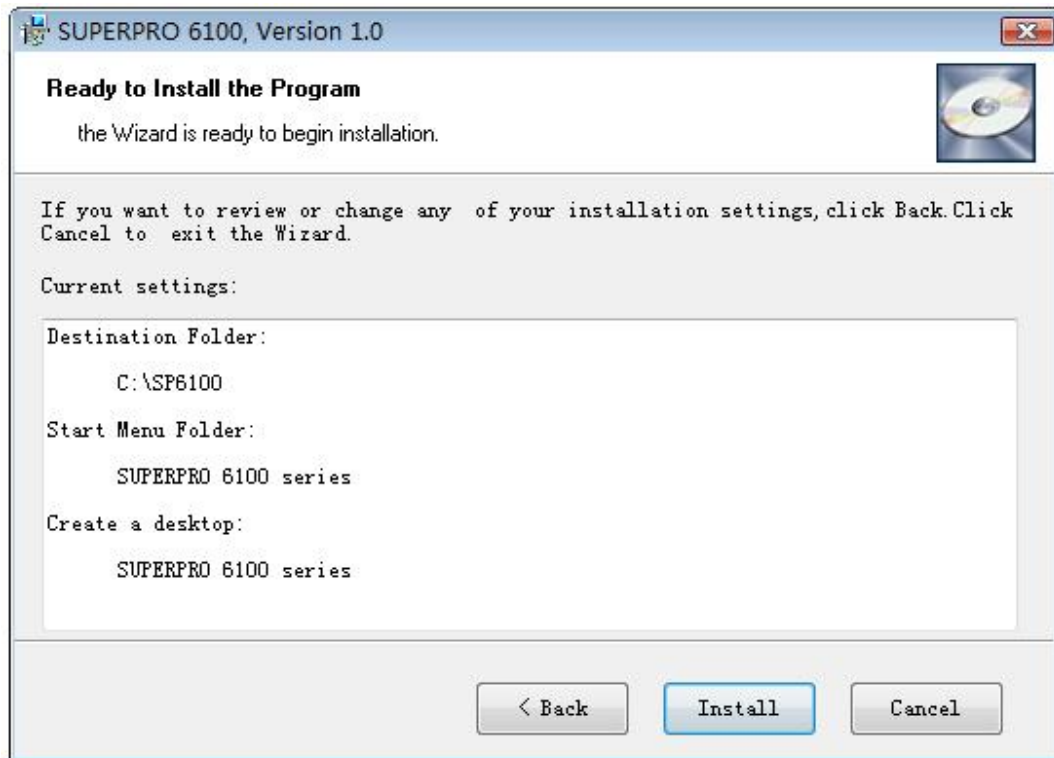 SUPERPRO 6100, Version 1.0
Ready to Install the Program
the Wizard is ready to begin installation.
If you want to review or change any  of your installation settings,click Back.Click
Cancel to  exit the Wizard.
Current settings:
Destination Folder:
C:\SP6100
Start Menu Folder:
SUPERPRO 6100 series
Create a desktop:
SUPERPRO 6100 series
< Back
Install
Cancel